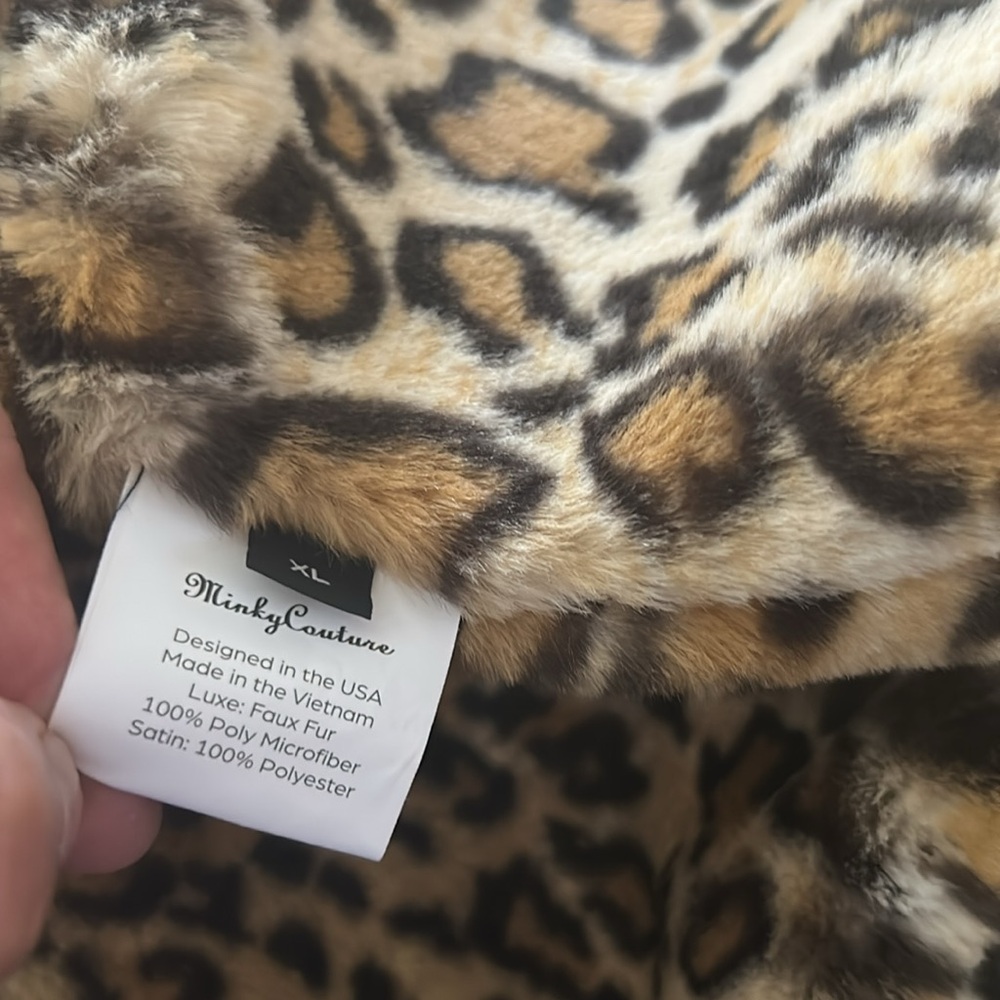 XL
MinkyCouture
Designed in the USA
Made in the Vietnam
Luxe: Faux Fur
100% Poly Microfiber
Satin: 100% Polyester